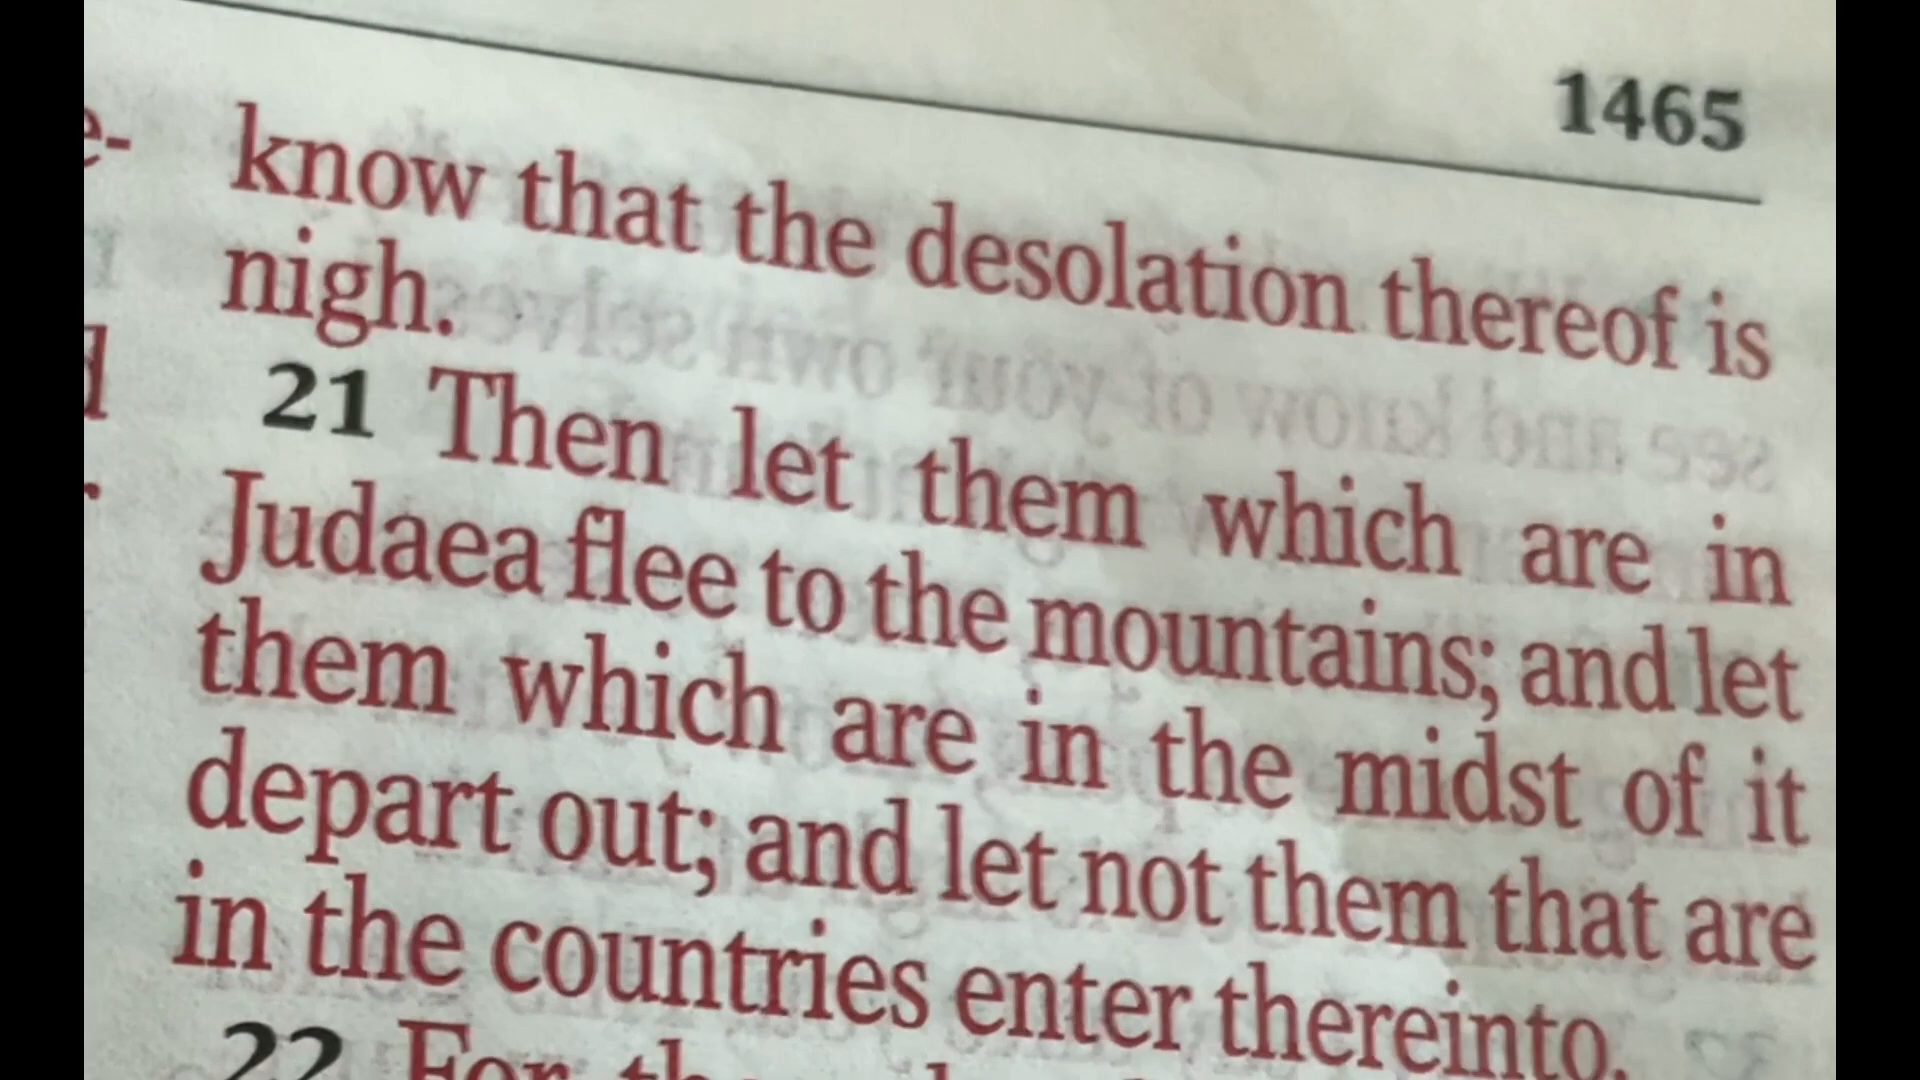 1465
know that the desolation thereof is
nigh.
21 Then let them which are in
Judaea flee to the mountains; and let
them which are in the midst of it
depart out; and let not them that are
in the countries enter thereinto.
22 For